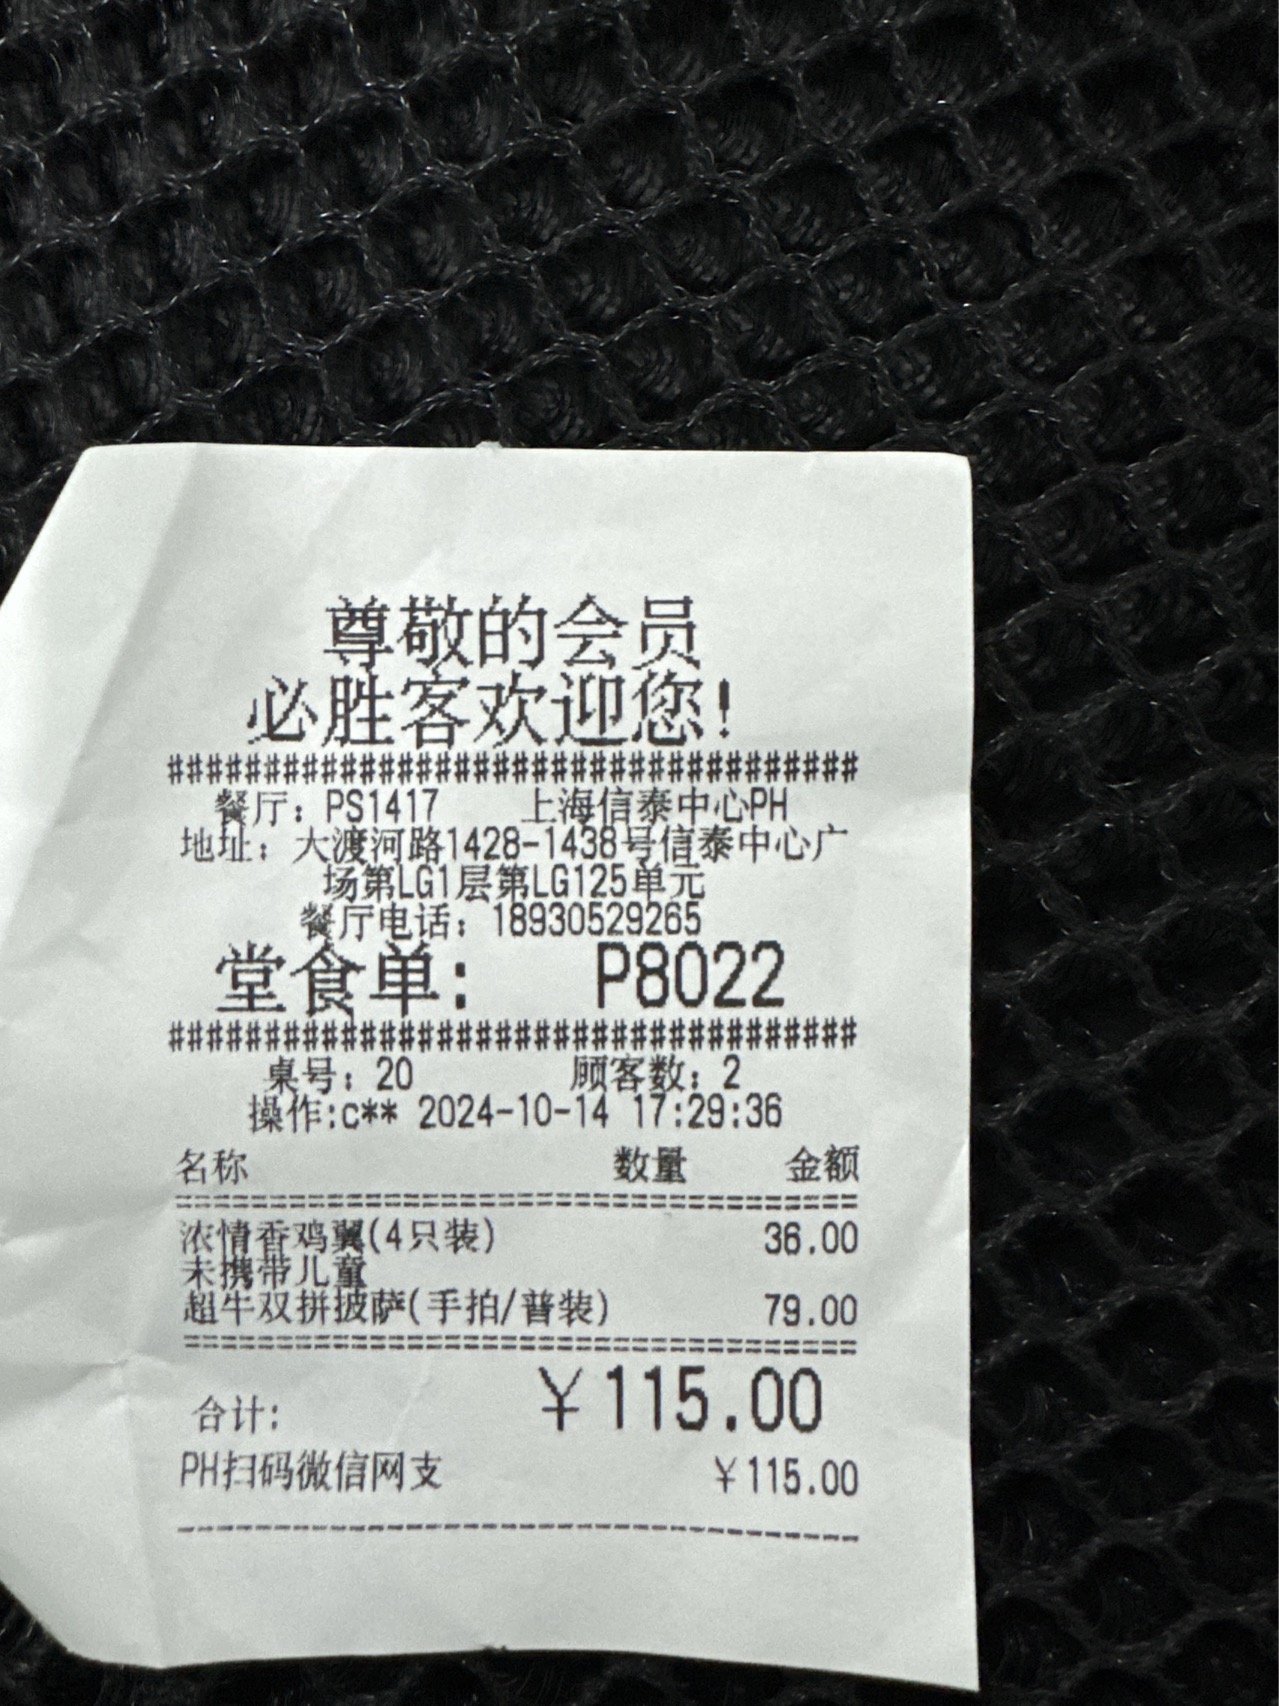 尊敬的会员
必胜客欢迎您!
####################################
餐厅: PS1417 上海信泰中心PH
地址: 大渡河路1428-1438号信泰中心广
场第LG1层第LG125单元
餐厅电话: 18930529265
堂食单: P8022
####################################
桌号: 20 顾客数: 2
操作:c** 2024-10-14 17:29:36
名称 数量 金额
====================================
浓情香鸡翼(4只装) 36.00
未携带儿童
超牛双拼披萨(手拍/普装) 79.00
====================================
合计: ￥115.00
PH扫码微信网支 ￥115.00
------------------------------------